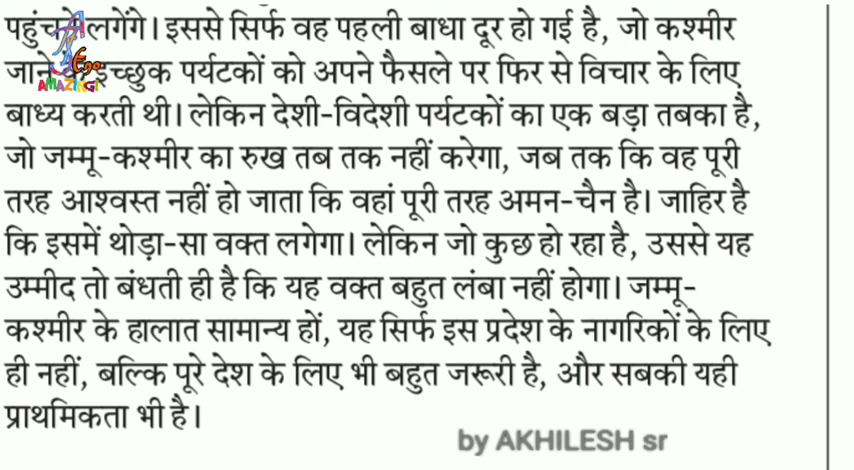 पहुंचने लगेंगे। इससे सिर्फ वह पहली बाधा दूर हो गई है, जो कश्मीर
जाने के इच्छुक पर्यटकों को अपने फैसले पर फिर से विचार के लिए
बाध्य करती थी। लेकिन देशी-विदेशी पर्यटकों का एक बड़ा तबका है,
जो जम्मू-कश्मीर का रुख तब तक नहीं करेगा, जब तक कि वह पूरी
तरह आश्वस्त नहीं हो जाता कि वहां पूरी तरह अमन-चैन है। जाहिर है
कि इसमें थोड़ा-सा वक्त लगेगा। लेकिन जो कुछ हो रहा है, उससे यह
उम्मीद तो बंधती ही है कि यह वक्त बहुत लंबा नहीं होगा। जम्मू-
कश्मीर के हालात सामान्य हों, यह सिर्फ इस प्रदेश के नागरिकों के लिए
ही नहीं, बल्कि पूरे देश के लिए भी बहुत जरूरी है, और सबकी यही
प्राथमिकता भी है।
AMAZING!
by AKHILESH sr